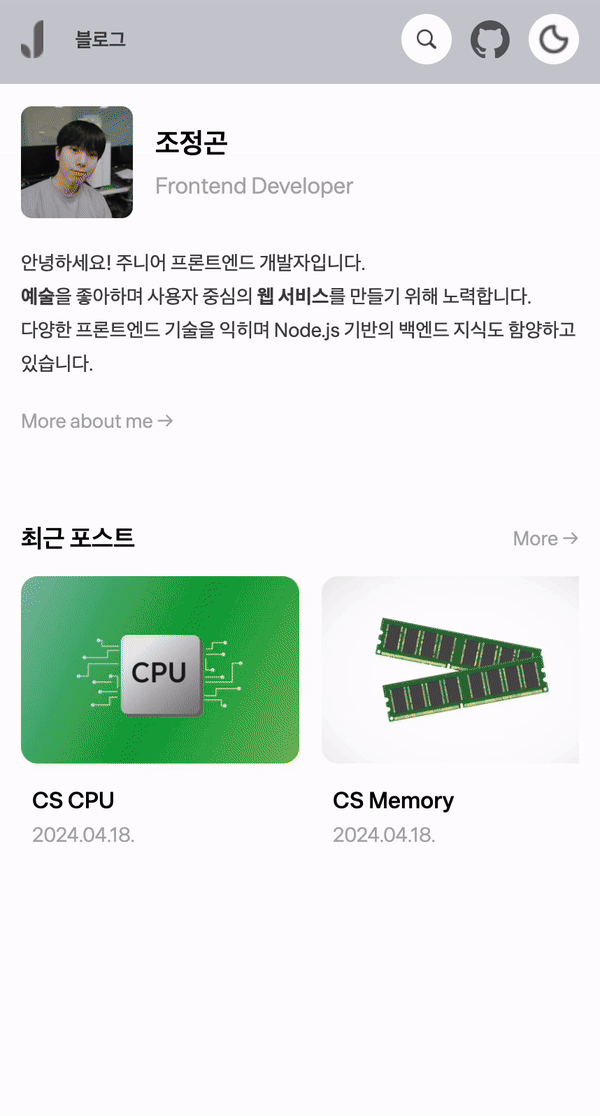 블로그
조정곤
Frontend Developer
안녕하세요! 주니어 프론트엔드 개발자입니다.
예술을 좋아하며 사용자 중심의 웹 서비스를 만들기 위해 노력합니다.
다양한 프론트엔드 기술을 익히며 Node.js 기반의 백엔드 지식도 함양하고
있습니다.
More about me →
최근 포스트
More →
CPU
CS CPU
2024.04.18.
CS Memory
2024.04.18.